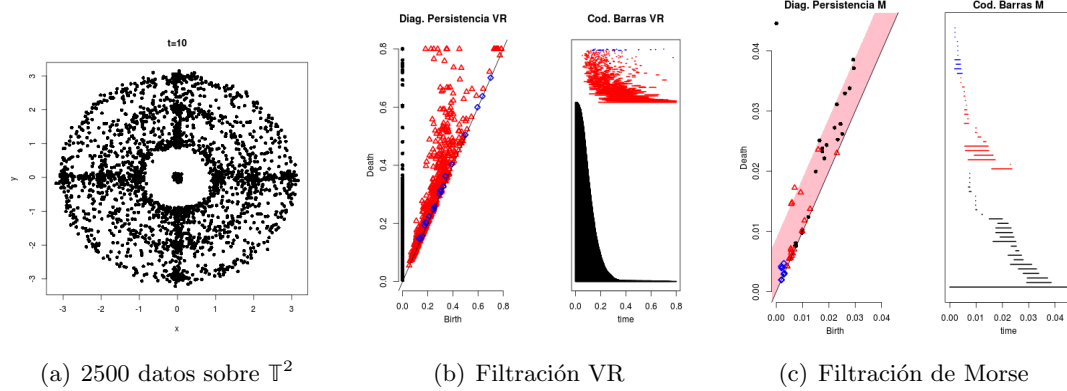 t=10
y
3
2
1
0
-1
-2
-3
-3 -2 -1 0 1 2 3
x
(a) 2500 datos sobre 𝕋²
Diag. Persistencia VR
Death
0.8
0.6
0.4
0.2
0.0
0.0 0.2 0.4 0.6 0.8
Birth
Cod. Barras VR
0.0 0.2 0.4 0.6 0.8
time
(b) Filtración VR
Diag. Persistencia M
Death
0.04
0.03
0.02
0.01
0.00
0.00 0.01 0.02 0.03 0.04
Birth
Cod. Barras M
0.00 0.01 0.02 0.03 0.04
time
(c) Filtración de Morse